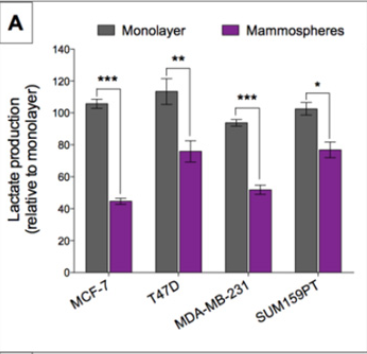 A
Monolayer
Mammospheres
Lactate production
(relative to monolayer)
140
120
100
80
60
40
20
0
***
**
***
*
MCF-7
T47D
MDA-MB-231
SUM159PT